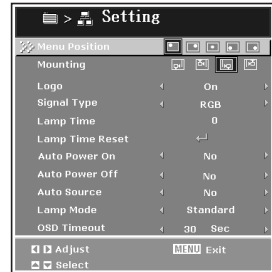 > Setting
Menu Position
Mounting
Logo On
Signal Type RGB
Lamp Time 0
Lamp Time Reset
Auto Power On No
Auto Power Off No
Auto Source No
Lamp Mode Standard
OSD Timeout 30 Sec
Adjust MENU Exit
Select